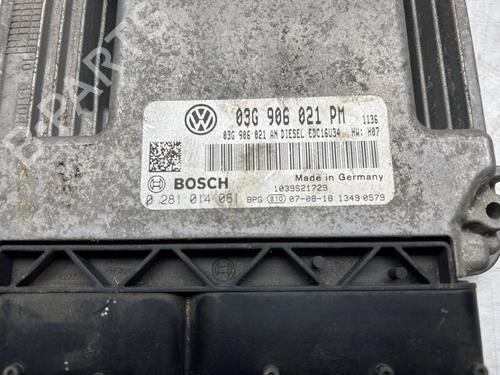 B-PARTS
03G 906 021 PM 1136
03G 906 021 AN DIESEL EDC16U34 HW: H07
BOSCH Made in Germany
1039S21729
0 281 014 061 BPG 810 07-08-18 1349 0579